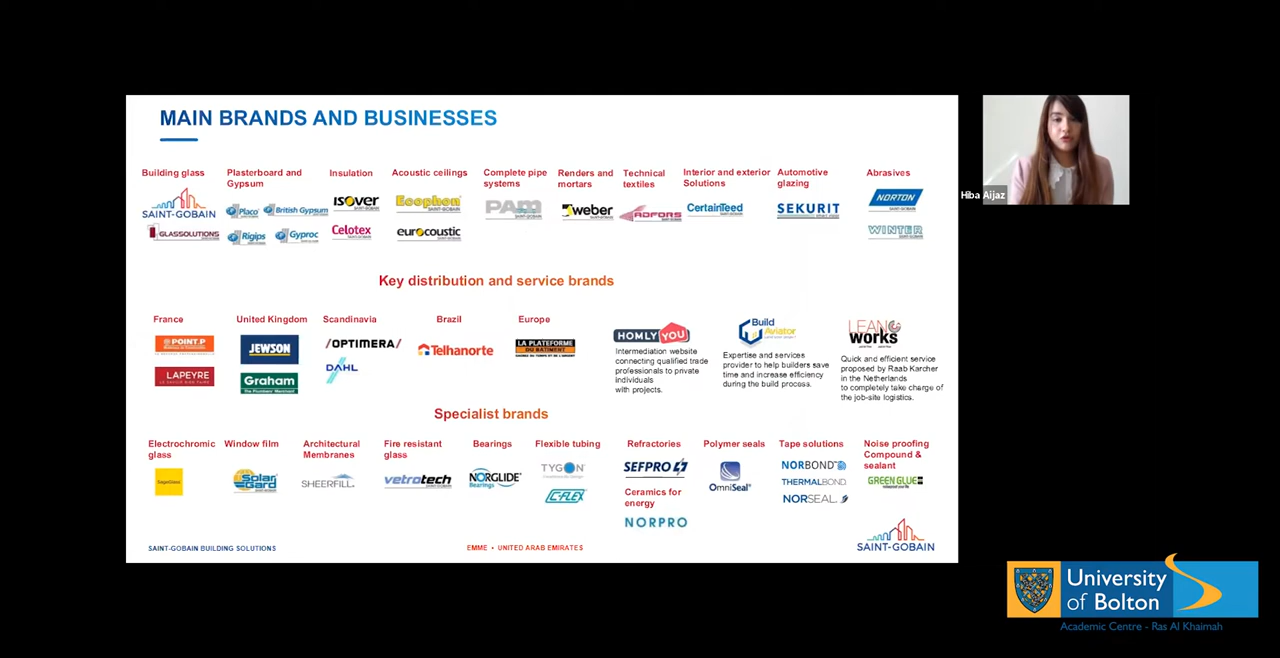 MAIN BRANDS AND BUSINESSES
Building glass
SAINT-GOBAIN
GLASSOLUTIONS
Plasterboard and
Gypsum
Placo
British Gypsum
Rigips
Gyproc
Insulation
isover
Celotex
Acoustic ceilings
Ecophon
eurocoustic
Complete pipe
systems
PAM
Renders and
mortars
weber
Technical
textiles
ADFORS
Interior and exterior
Solutions
CertainTeed
Automotive
glazing
SEKURIT
Abrasives
NORTON
WINTER
Hiba Aijaz
Key distribution and service brands
France
POINT.P
LAPEYRE
United Kingdom
JEWSON
Graham
The Plumbers' Merchant
Scandinavia
/OPTIMERA/
DAHL
Brazil
Telhanorte
Europe
LA PLATEFORME
DU BATIMENT
HOMLY YOU
Intermediation website
connecting qualified trade
professionals to private
individuals
with projects.
Build
Aviator
Expertise and services
provider to help builders save
time and increase efficiency
during the build process.
LEAN
works
Quick and efficient service
proposed by Raab Karcher
in the Netherlands
to completely take charge of
the job-site logistics.
Specialist brands
Electrochromic
glass
SageGlass
Window film
Solar
Gard
Architectural
Membranes
SHEERFILL
Fire resistant
glass
vetrotech
Bearings
NORGLIDE
Bearings
Flexible tubing
TYGON
C-FLEX
Refractories
SEFPRO
Ceramics for
energy
NORPRO
Polymer seals
OmniSeal
Tape solutions
NORBOND
THERMALBOND
NORSEAL
Noise proofing
Compound &
sealant
GREEN GLUE
SAINT-GOBAIN BUILDING SOLUTIONS
EMME • UNITED ARAB EMIRATES
SAINT-GOBAIN
University
of Bolton
Academic Centre - Ras Al Khaimah